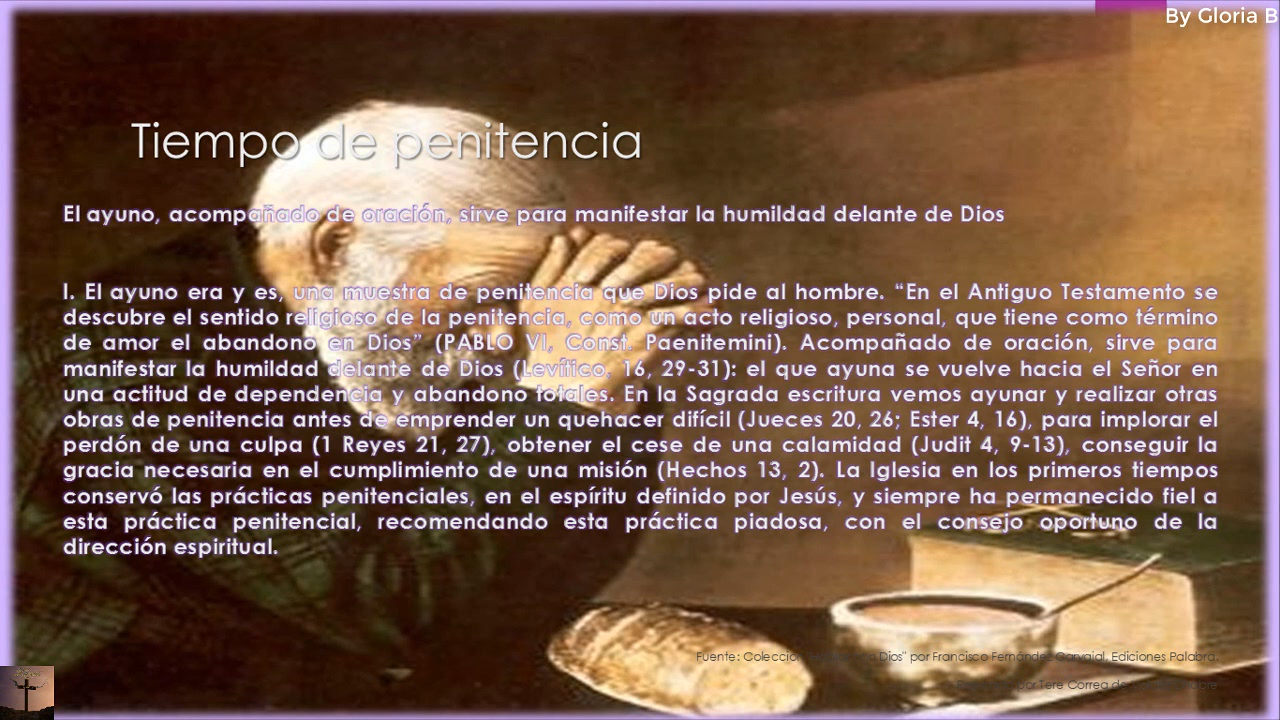 By Gloria B
Tiempo de penitencia
El ayuno, acompañado de oración, sirve para manifestar la humildad delante de Dios
I. El ayuno era y es, una muestra de penitencia que Dios pide al hombre. “En el Antiguo Testamento se
descubre el sentido religioso de la penitencia, como un acto religioso, personal, que tiene como término
de amor el abandono en Dios” (PABLO VI, Const. Paenitemini). Acompañado de oración, sirve para
manifestar la humildad delante de Dios (Levítico, 16, 29-31): el que ayuna se vuelve hacia el Señor en
una actitud de dependencia y abandono totales. En la Sagrada escritura vemos ayunar y realizar otras
obras de penitencia antes de emprender un quehacer difícil (Jueces 20, 26; Ester 4, 16), para implorar el
perdón de una culpa (1 Reyes 21, 27), obtener el cese de una calamidad (Judit 4, 9-13), conseguir la
gracia necesaria en el cumplimiento de una misión (Hechos 13, 2). La Iglesia en los primeros tiempos
conservó las prácticas penitenciales, en el espíritu definido por Jesús, y siempre ha permanecido fiel a
esta práctica penitencial, recomendando esta práctica piadosa, con el consejo oportuno de la
dirección espiritual.
Fuente: Colección Dios" por Francisco Fernández Carvajal, Ediciones Palabra.
por Tere Correa de